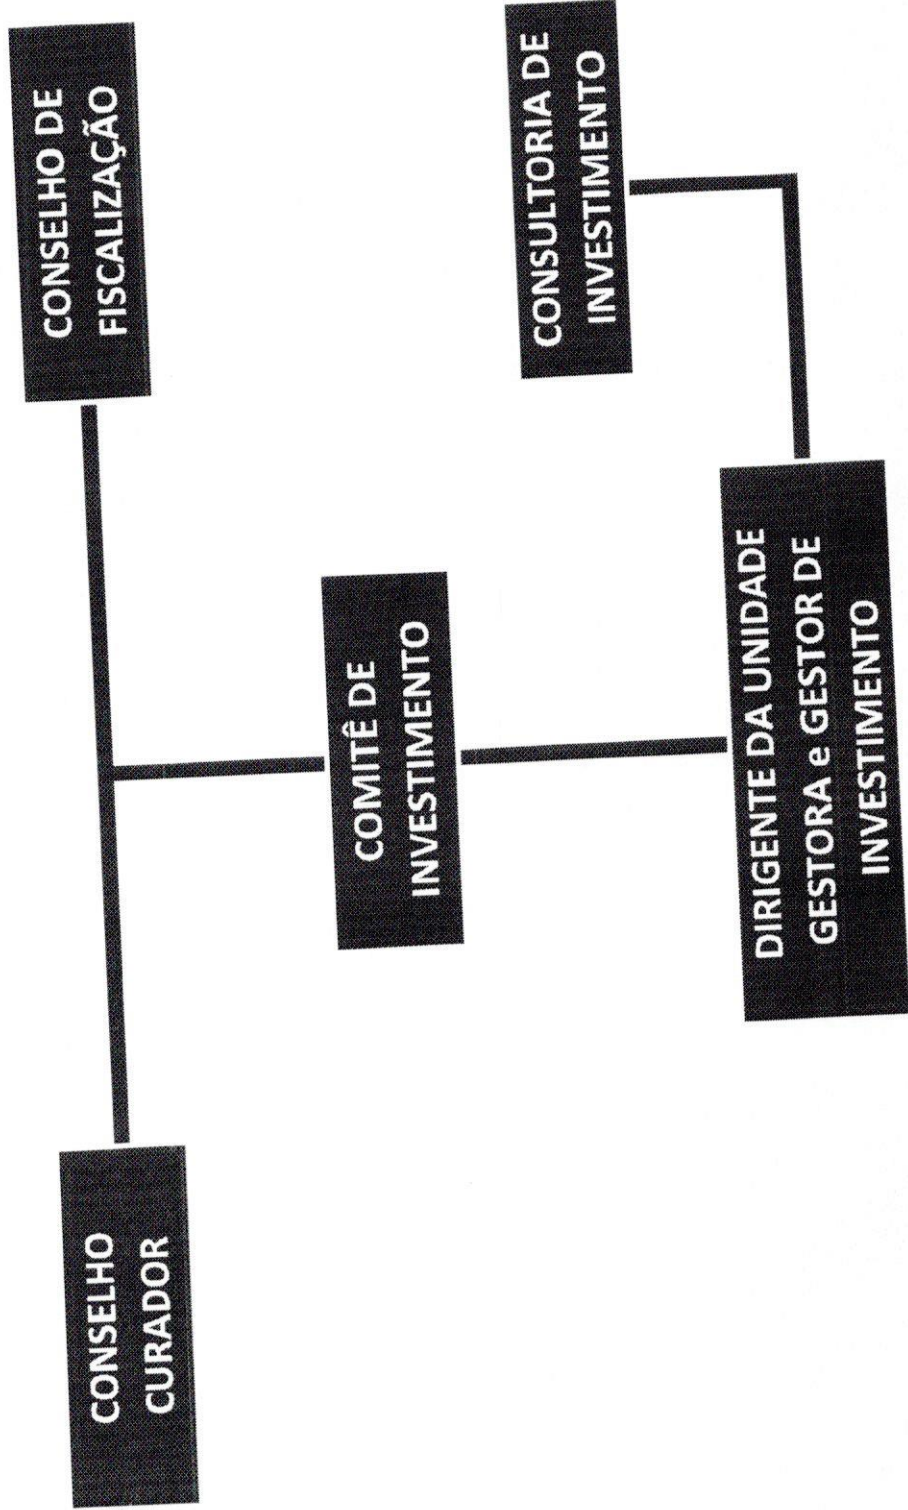 CONSELHO
CURADOR
CONSELHO DE
FISCALIZAÇÃO
COMITÊ DE
INVESTIMENTO
CONSULTORIA DE
INVESTIMENTO
DIRIGENTE DA UNIDADE
GESTORA e GESTOR DE
INVESTIMENTO